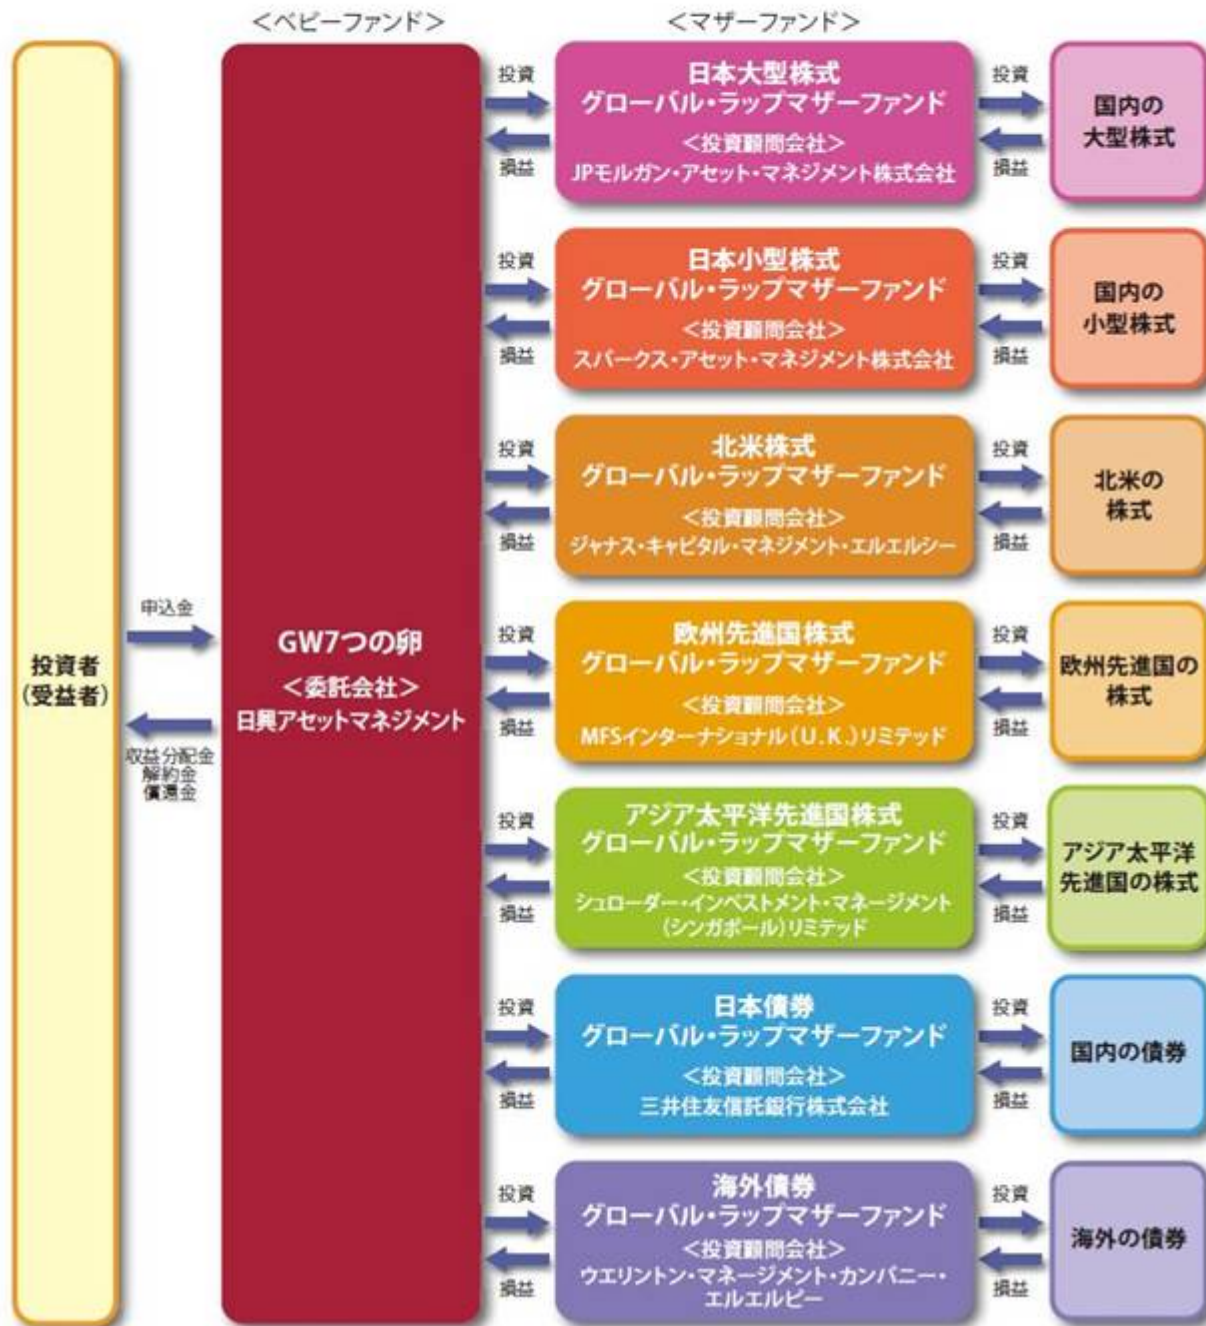 ＜ベビーファンド＞
＜マザーファンド＞
投資者
（受益者）
申込金
収益分配金
解約金
償還金
GW7つの卵
＜委託会社＞
日興アセットマネジメント
投資
損益
日本大型株式
グローバル・ラップマザーファンド
＜投資顧問会社＞
JPモルガン・アセット・マネジメント株式会社
投資
損益
国内の
大型株式
投資
損益
日本小型株式
グローバル・ラップマザーファンド
＜投資顧問会社＞
スパークス・アセット・マネジメント株式会社
投資
損益
国内の
小型株式
投資
損益
北米株式
グローバル・ラップマザーファンド
＜投資顧問会社＞
ジャナス・キャピタル・マネジメント・エルエルシー
投資
損益
北米の
株式
投資
損益
欧州先進国株式
グローバル・ラップマザーファンド
＜投資顧問会社＞
MFSインターナショナル（U.K.）リミテッド
投資
損益
欧州先進国の
株式
投資
損益
アジア太平洋先進国株式
グローバル・ラップマザーファンド
＜投資顧問会社＞
シュローダー・インベストメント・マネージメント
（シンガポール）リミテッド
投資
損益
アジア太平洋
先進国の株式
投資
損益
日本債券
グローバル・ラップマザーファンド
＜投資顧問会社＞
三井住友信託銀行株式会社
投資
損益
国内の債券
投資
損益
海外債券
グローバル・ラップマザーファンド
＜投資顧問会社＞
ウエリントン・マネージメント・カンパニー・
エルエルピー
投資
損益
海外の債券